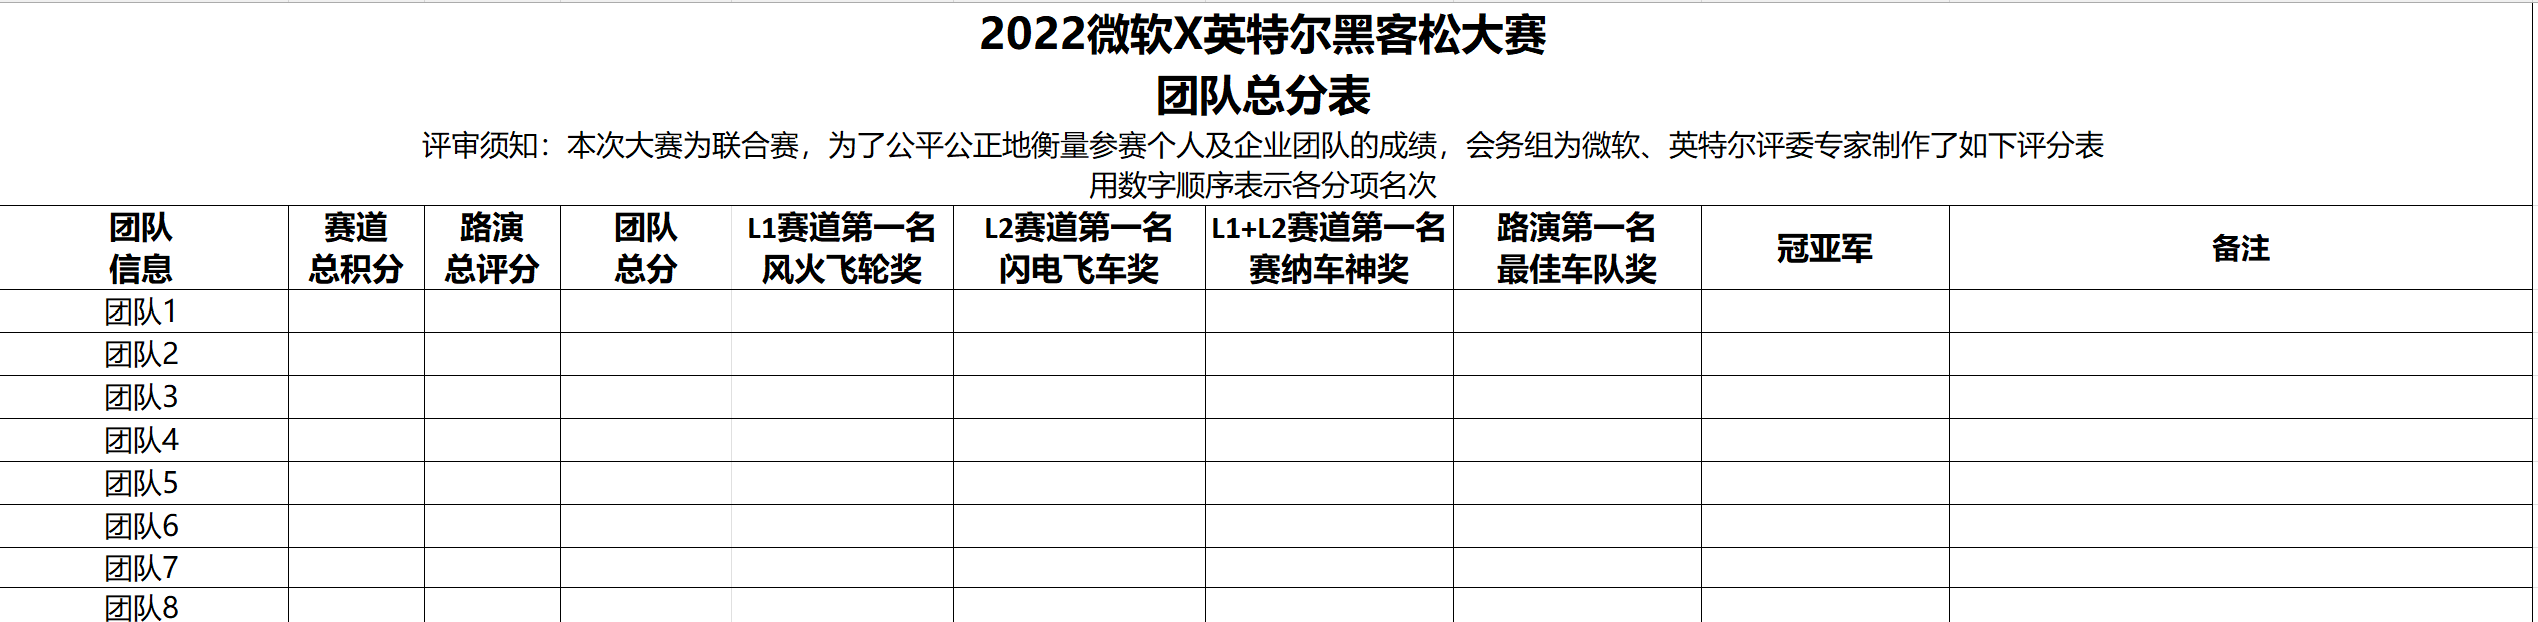 2022微软X英特尔黑客松大赛
团队总分表
评审须知：本次大赛为联合赛，为了公平公正地衡量参赛个人及企业团队的成绩，会务组为微软、英特尔评委专家制作了如下评分表
用数字顺序表示各分项名次
团队
信息
赛道
总积分
路演
总评分
团队
总分
L1赛道第一名
风火飞轮奖
L2赛道第一名
闪电飞车奖
L1+L2赛道第一名
赛纳车神奖
路演第一名
最佳车队奖
冠亚军
备注
团队1
团队2
团队3
团队4
团队5
团队6
团队7
团队8